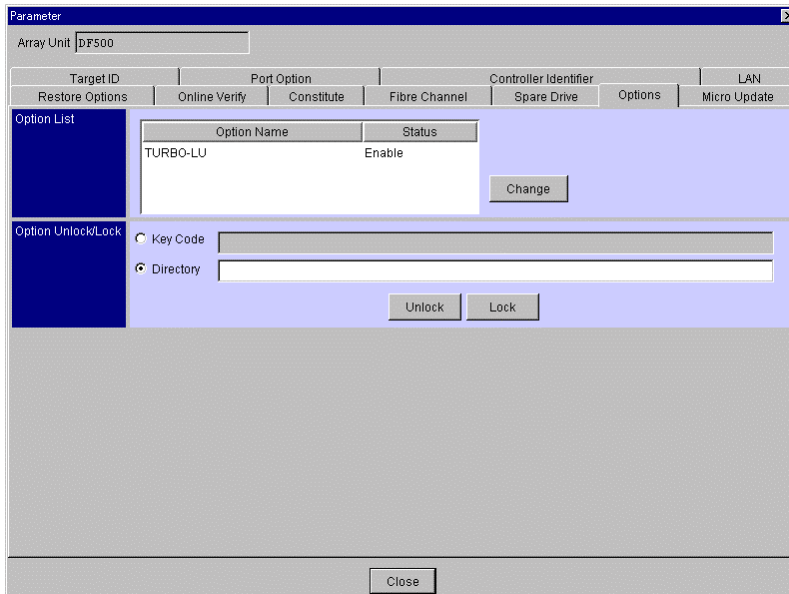 Parameter
Array Unit DF500
Target ID Port Option Controller Identifier LAN
Restore Options Online Verify Constitute Fibre Channel Spare Drive Options Micro Update
Option List
Option Name Status
TURBO-LU Enable
Change
Option Unlock/Lock
Key Code
Directory
Unlock Lock
Close